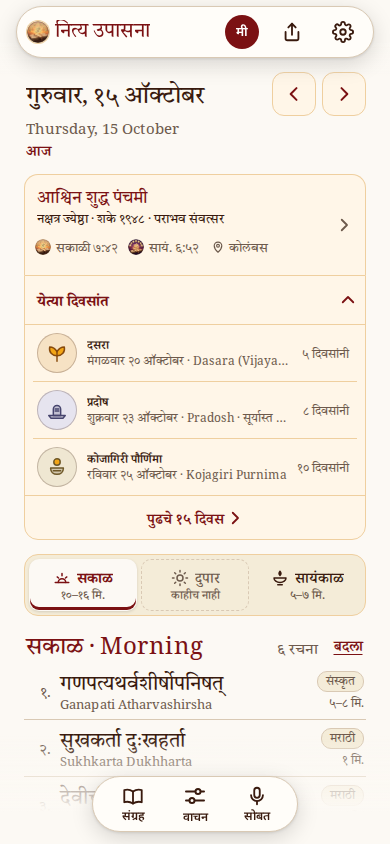 नित्य उपासना
मी
गुरुवार, १५ ऑक्टोबर
Thursday, 15 October
आज
आश्विन शुद्ध पंचमी
नक्षत्र ज्येष्ठा · शके १९४८ · पराभव संवत्सर
सकाळी ७:४२ सायं. ६:५२ कोलंबस
येत्या दिवसांत
दसरा
मंगळवार २० ऑक्टोबर · Dasara (Vijaya... ५ दिवसांनी
प्रदोष
शुक्रवार २३ ऑक्टोबर · Pradosh · सूर्यास्त ... ८ दिवसांनी
कोजागिरी पौर्णिमा
रविवार २५ ऑक्टोबर · Kojagiri Purnima १० दिवसांनी
पुढचे १५ दिवस
सकाळ दुपार सायंकाळ
१०–१६ मि. काहीच नाही ५–७ मि.
सकाळ · Morning ६ रचना बदला
१. गणपत्यथर्वशीर्षोपनिषत् संस्कृत
Ganapati Atharvashirsha ५–८ मि.
२. सुखकर्ता दुःखहर्ता मराठी
Sukhkarta Dukhharta १ मि.
३. मराठी
संग्रह वाचन सोबत